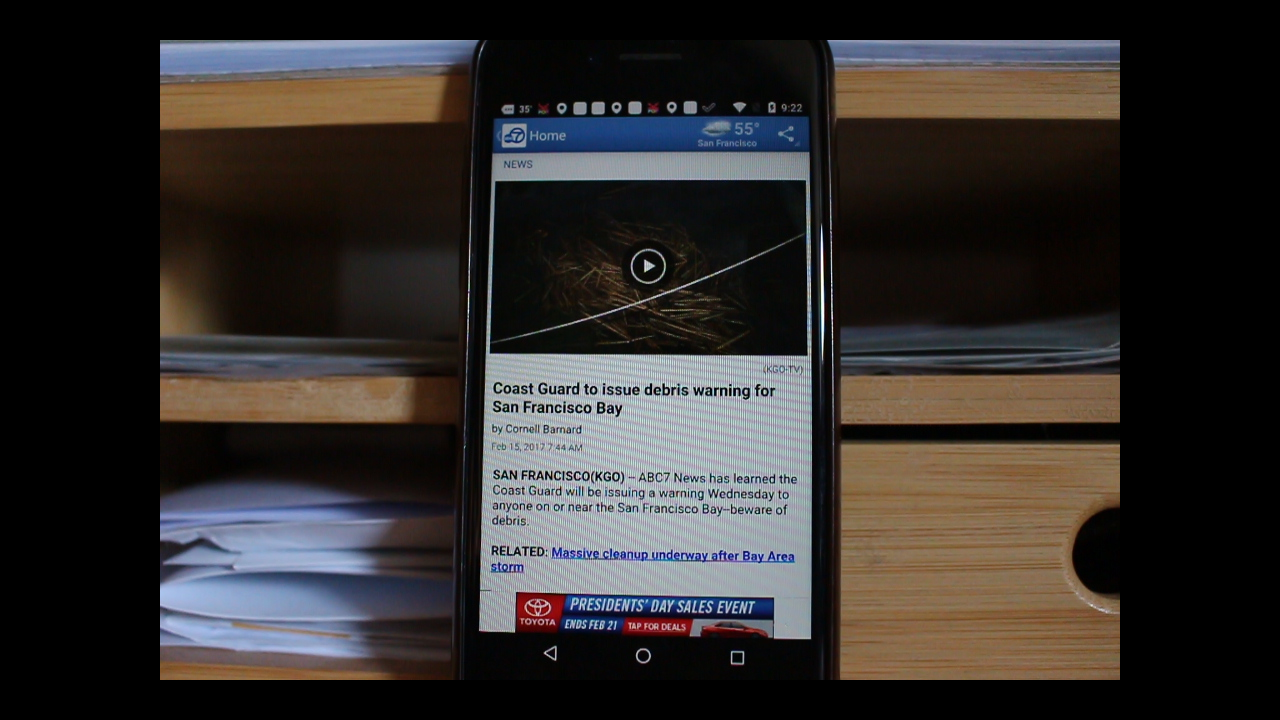 35° 9:22
7 Home 55°
San Francisco
NEWS
(KGO-TV)
Coast Guard to issue debris warning for
San Francisco Bay
by Cornell Barnard
Feb 15, 2017 7:44 AM
SAN FRANCISCO(KGO) -- ABC7 News has learned the
Coast Guard will be issuing a warning Wednesday to
anyone on or near the San Francisco Bay--beware of
debris.
RELATED: Massive cleanup underway after Bay Area
storm
PRESIDENTS' DAY SALES EVENT
TOYOTA ENDS FEB 21 TAP FOR DEALS